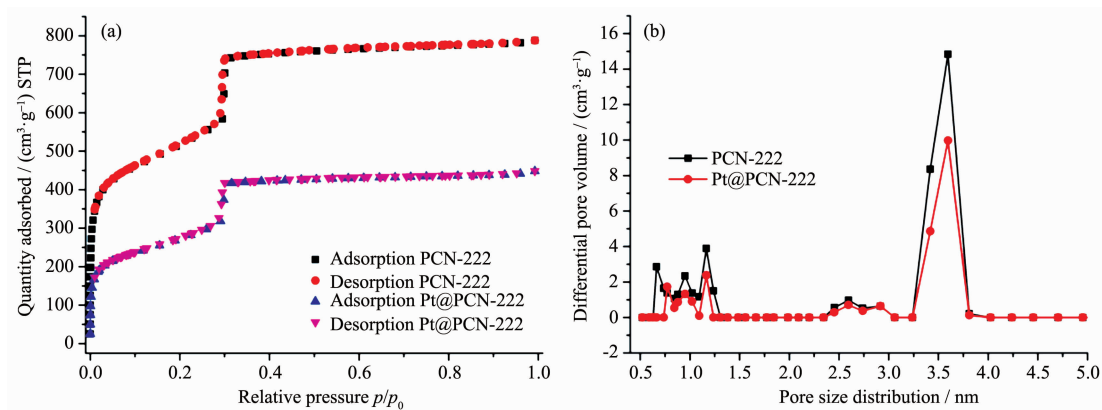 (a)
800
700
600
500
400
300
200
100
0
Quantity adsorbed / (cm³·g⁻¹) STP
Adsorption PCN-222
Desorption PCN-222
Adsorption Pt@PCN-222
Desorption Pt@PCN-222
0.0 0.2 0.4 0.6 0.8 1.0
Relative pressure p/p₀
(b)
16
14
12
10
8
6
4
2
0
-2
Differential pore volume / (cm³·g⁻¹)
PCN-222
Pt@PCN-222
0.5 1.0 1.5 2.0 2.5 3.0 3.5 4.0 4.5 5.0
Pore size distribution / nm